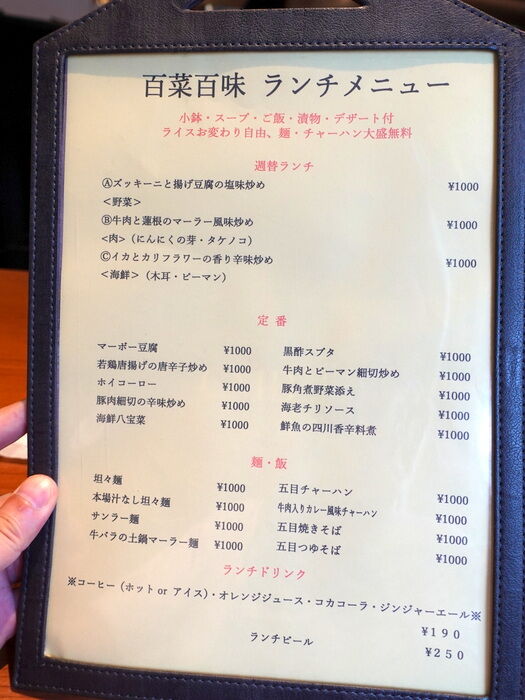 百菜百味 ランチメニュー
小鉢・スープ・ご飯・漬物・デザート付
ライスお変わり自由、麺・チャーハン大盛無料
週替ランチ
Ⓐズッキーニと揚げ豆腐の塩味炒め ¥1000
＜野菜＞
Ⓑ牛肉と蓮根のマーラー風味炒め ¥1000
<肉>（にんにくの芽・タケノコ）
Ⓒイカとカリフラワーの香り辛味炒め ¥1000
＜海鮮＞（木耳・ピーマン）
定番
マーボー豆腐 ¥1000 黒酢スブタ ¥1000
若鶏唐揚げの唐辛子炒め ¥1000 牛肉とピーマン細切炒め ¥1000
ホイコーロー ¥1000 豚角煮野菜添え ¥1000
豚肉細切の辛味炒め ¥1000 海老チリソース ¥1000
海鮮八宝菜 ¥1000 鮮魚の四川香辛料煮 ¥1000
麺・飯
坦々麺 ¥1000 五目チャーハン ¥1000
本場汁なし坦々麺 ¥1000 牛肉入りカレー風味チャーハン ¥1000
サンラー麺 ¥1000 五目焼きそば ¥1000
牛バラの土鍋マーラー麺 ¥1000 五目つゆそば ¥1000
ランチドリンク
※コーヒー（ホット or アイス）・オレンジジュース・コカコーラ・ジンジャーエール※
¥１９０
ランチビール ¥２５０